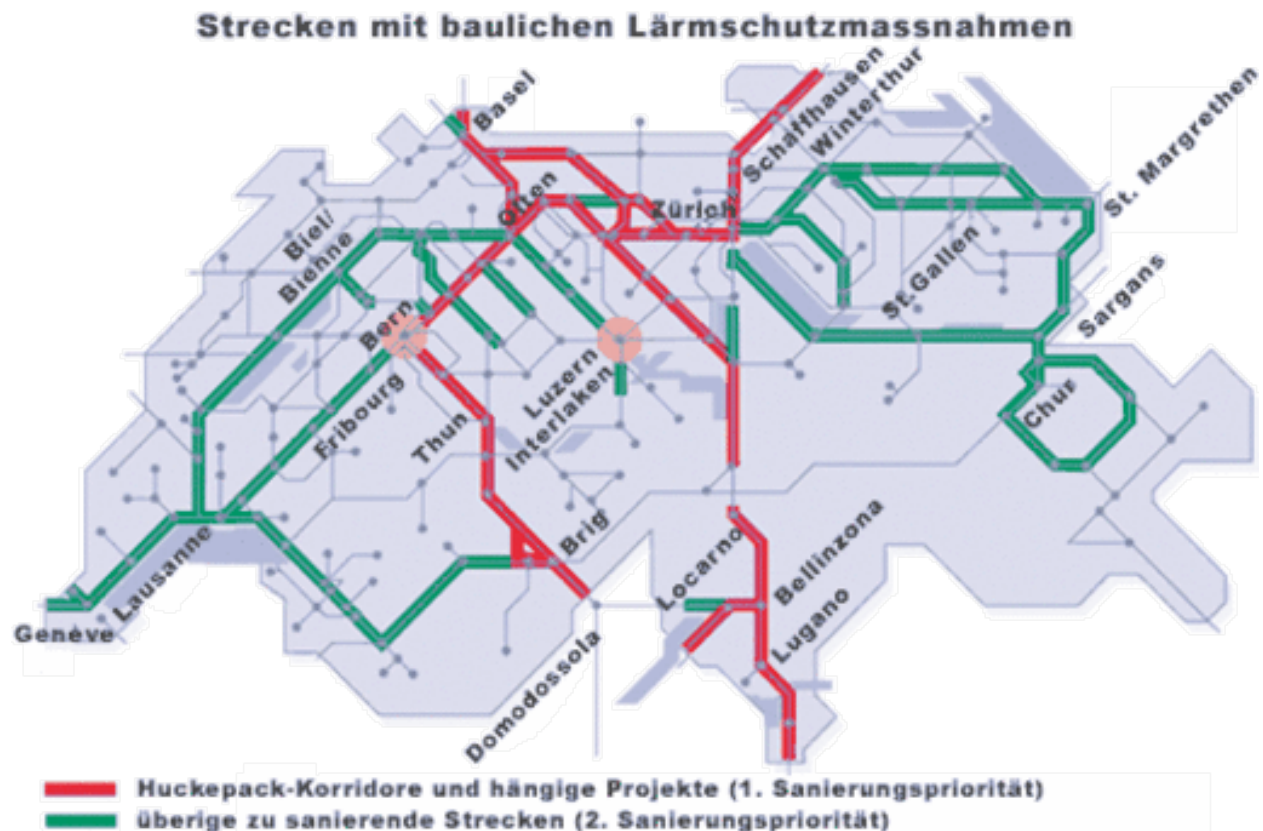 Strecken mit baulichen Lärmschutzmassnahmen
Basel
Schaffhausen
Winterthur
St. Margrethen
Olten
Zürich
Biel/
Bienne
St.Gallen
Sargans
Bern
Luzern
Interlaken
Fribourg
Thun
Chur
Brig
Lausanne
Locarno
Bellinzona
Genève
Lugano
Domodossola
Huckepack-Korridore und hängige Projekte (1. Sanierungspriorität)
überige zu sanierende Strecken (2. Sanierungspriorität)